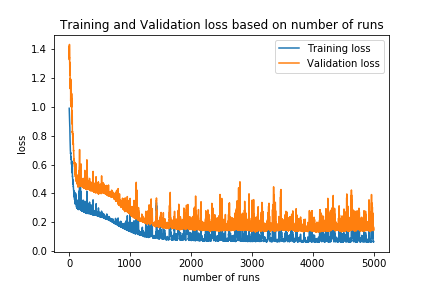 Training and Validation loss based on number of runs
Training loss
Validation loss
1.4
1.2
1.0
0.8
0.6
0.4
0.2
0.0
loss
0 1000 2000 3000 4000 5000
number of runs